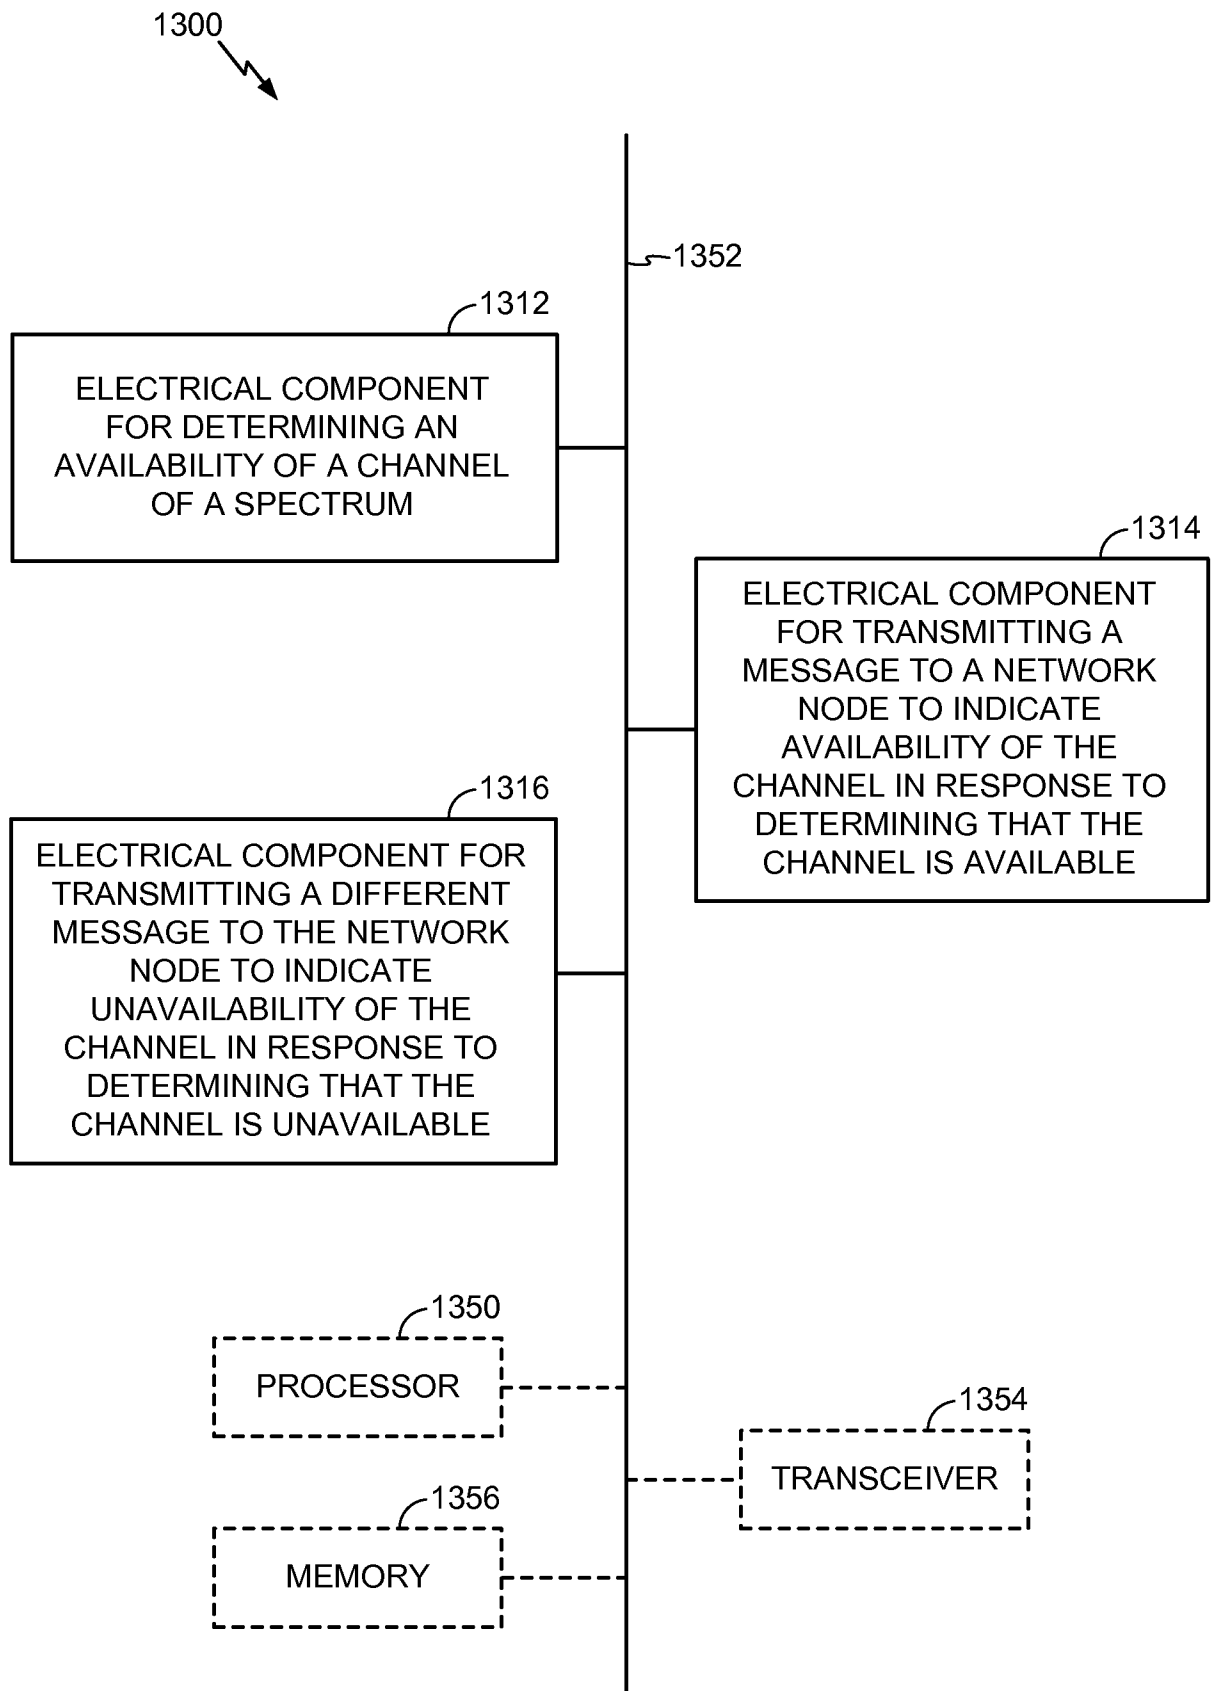 1300
1352
1312
ELECTRICAL COMPONENT
FOR DETERMINING AN
AVAILABILITY OF A CHANNEL
OF A SPECTRUM
1314
ELECTRICAL COMPONENT
FOR TRANSMITTING A
MESSAGE TO A NETWORK
NODE TO INDICATE
AVAILABILITY OF THE
CHANNEL IN RESPONSE TO
DETERMINING THAT THE
CHANNEL IS AVAILABLE
1316
ELECTRICAL COMPONENT FOR
TRANSMITTING A DIFFERENT
MESSAGE TO THE NETWORK
NODE TO INDICATE
UNAVAILABILITY OF THE
CHANNEL IN RESPONSE TO
DETERMINING THAT THE
CHANNEL IS UNAVAILABLE
1350
PROCESSOR
1354
TRANSCEIVER
1356
MEMORY